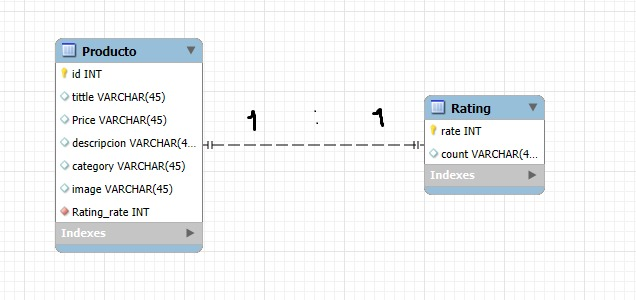 Producto
id INT
tittle VARCHAR(45)
Price VARCHAR(45)
descripcion VARCHAR(4...
category VARCHAR(45)
image VARCHAR(45)
Rating_rate INT
Indexes
1 : 1
Rating
rate INT
count VARCHAR(4...
Indexes